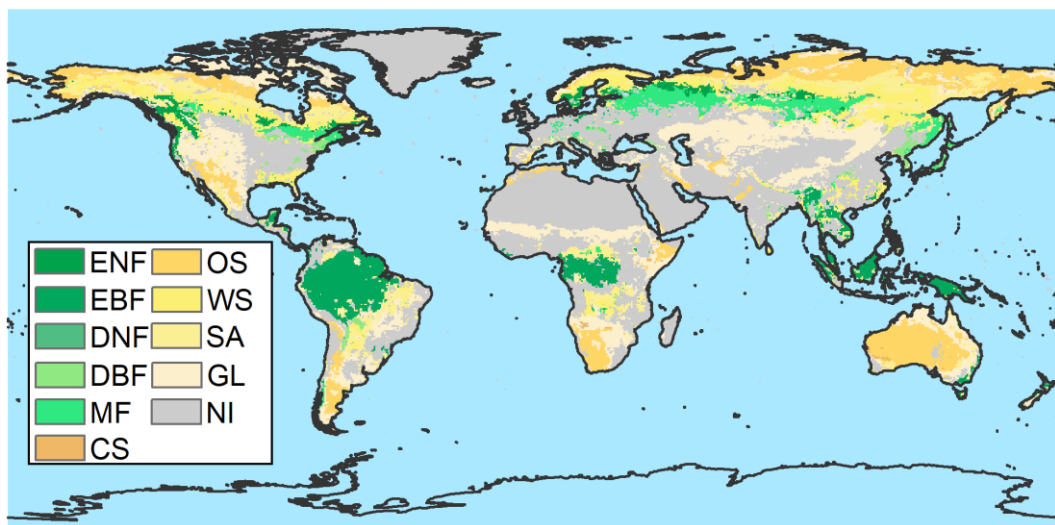 ENF OS
EBF WS
DNF SA
DBF GL
MF NI
CS